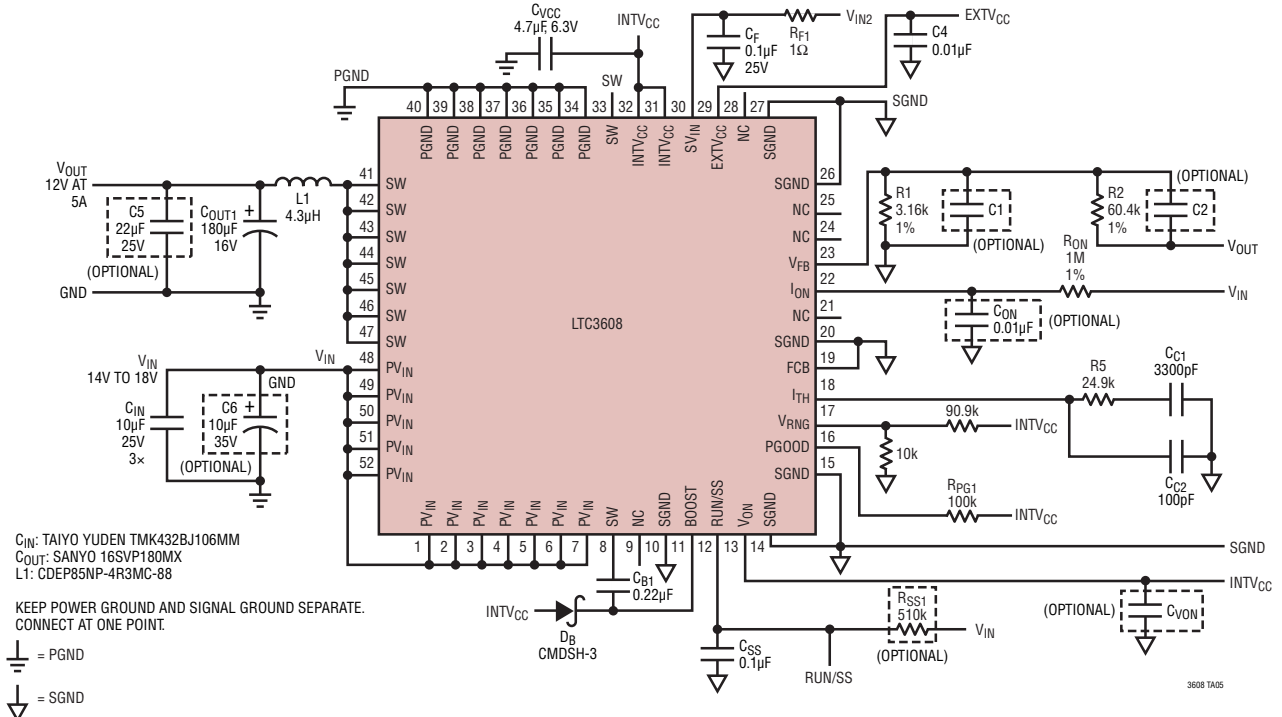 CVCC
4.7µF, 6.3V
INTVCC
CF
0.1µF
25V
RF1
1Ω
VIN2
EXTVCC
C4
0.01µF
PGND
SW
SGND
40 39 38 37 36 35 34 33 32 31 30 29 28 27
PGND
PGND
PGND
PGND
PGND
PGND
PGND
SW
INTVCC
INTVCC
SVIN
EXTVCC
NC
SGND
VOUT
12V AT
5A
C5
22µF
25V
(OPTIONAL)
COUT1
180µF
16V
+
L1
4.3µH
GND
41 SW
42 SW
43 SW
44 SW
45 SW
46 SW
47 SW
48 PVIN
49 PVIN
50 PVIN
51 PVIN
52 PVIN
LTC3608
SGND 26
NC 25
NC 24
VFB 23
ION 22
NC 21
SGND 20
FCB 19
ITH 18
VRNG 17
PGOOD 16
SGND 15
R1
3.16k
1%
C1
(OPTIONAL)
R2
60.4k
1%
(OPTIONAL)
C2
VOUT
RON
1M
1%
VIN
CON
0.01µF
(OPTIONAL)
R5
24.9k
CC1
3300pF
CC2
100pF
90.9k
INTVCC
10k
RPG1
100k
INTVCC
VIN
14V TO 18V
VIN
GND
CIN
10µF
25V
3×
C6
10µF
35V
+
(OPTIONAL)
PVIN
PVIN
PVIN
PVIN
PVIN
PVIN
PVIN
SW
NC
SGND
BOOST
RUN/SS
VON
SGND
1 2 3 4 5 6 7 8 9 10 11 12 13 14
SGND
INTVCC
CB1
0.22µF
INTVCC
DB
CMDSH-3
CSS
0.1µF
RSS1
510k
(OPTIONAL)
VIN
RUN/SS
(OPTIONAL)
CVON
CIN: TAIYO YUDEN TMK432BJ106MM
COUT: SANYO 16SVP180MX
L1: CDEP85NP-4R3MC-88
KEEP POWER GROUND AND SIGNAL GROUND SEPARATE.
CONNECT AT ONE POINT.
= PGND
= SGND
3608 TA05